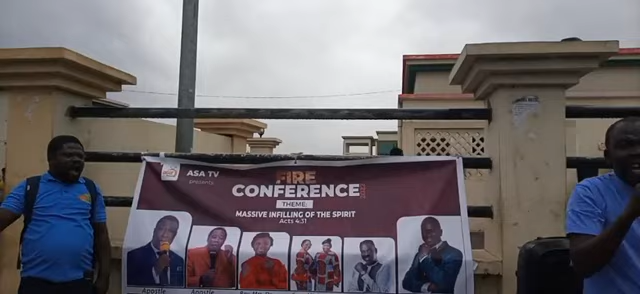 ASA TV
presents
FIRE
CONFERENCE
THEME:
MASSIVE INFILLING OF THE SPIRIT
Acts 4:31
Apostle
Apostle